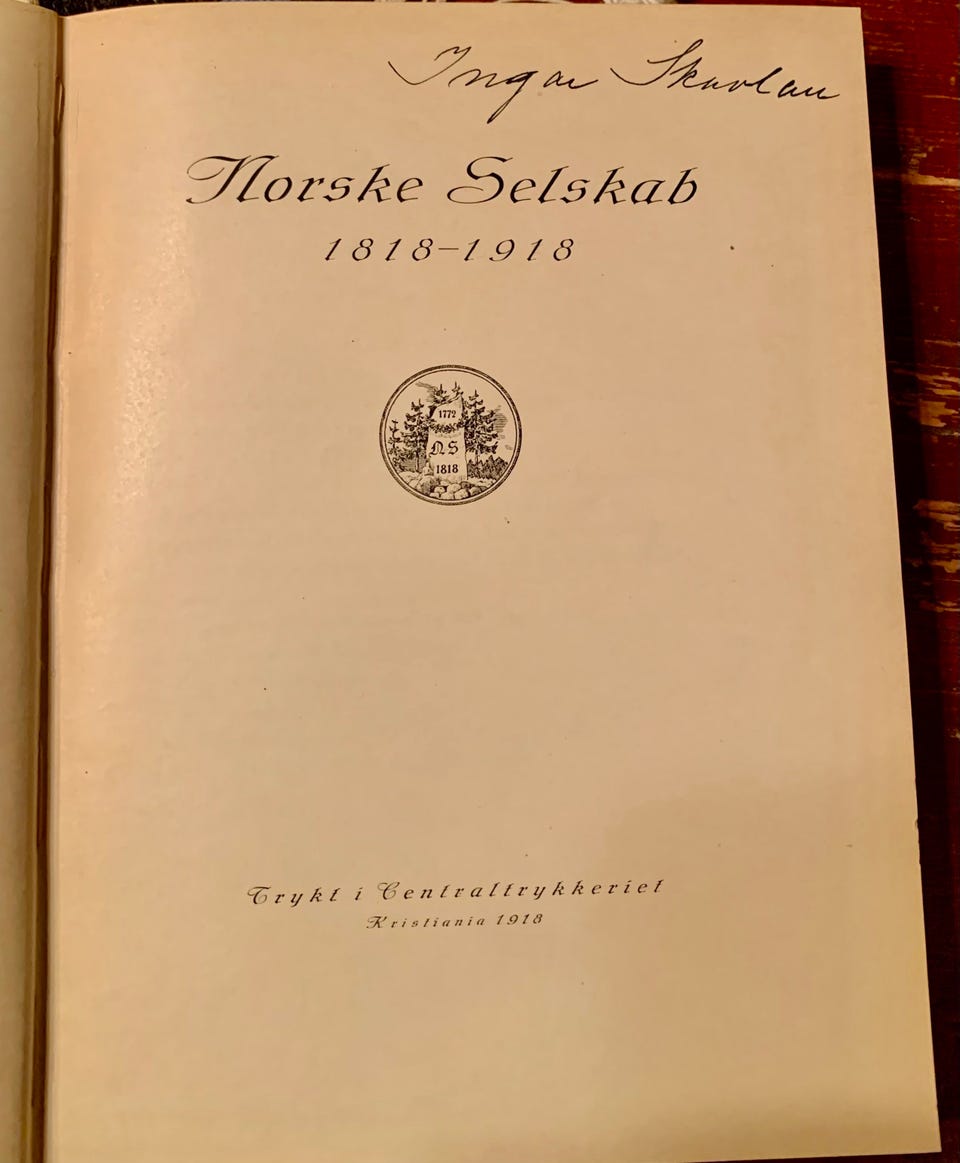 Ingar Skavlan
Norske Selskab
1818–1918
1772
NS
1818
Trykt i Centraltrykkeriet
Kristiania 1918